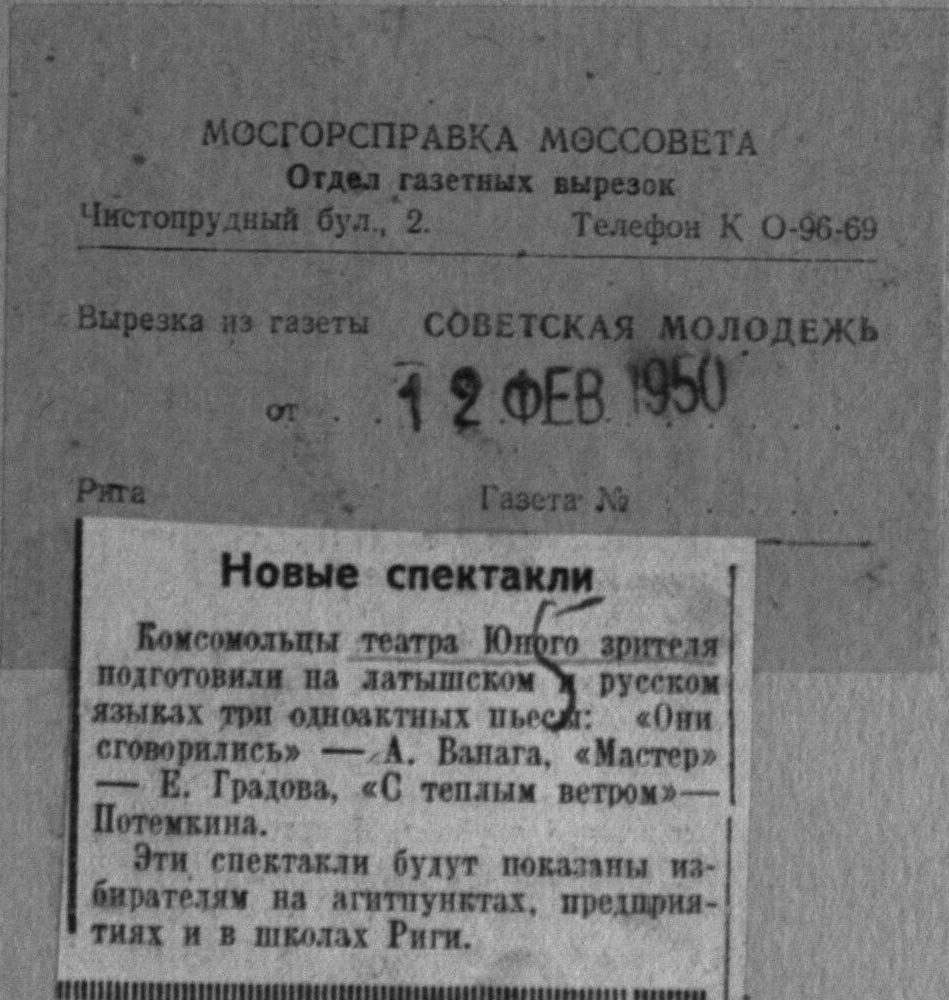 МОСГОРСПРАВКА МОССОВЕТА
Отдел газетных вырезок
Чистопрудный бул., 2. Телефон К 0-96-69
Вырезка из газеты СОВЕТСКАЯ МОЛОДЕЖЬ
от . . 12 ФЕВ 1950 . . .
Рига Газета № . . . . .
Новые спектакли
Комсомольцы театра Юного зрителя
подготовили на латышском и русском
языках три одноактных пьесы: «Они
сговорились» — А. Ванага, «Мастер»
— Е. Градова, «С теплым ветром»—
Потемкина.
Эти спектакли будут показаны из-
бирателям на агитпунктах, предприя-
тиях и в школах Риги.
5